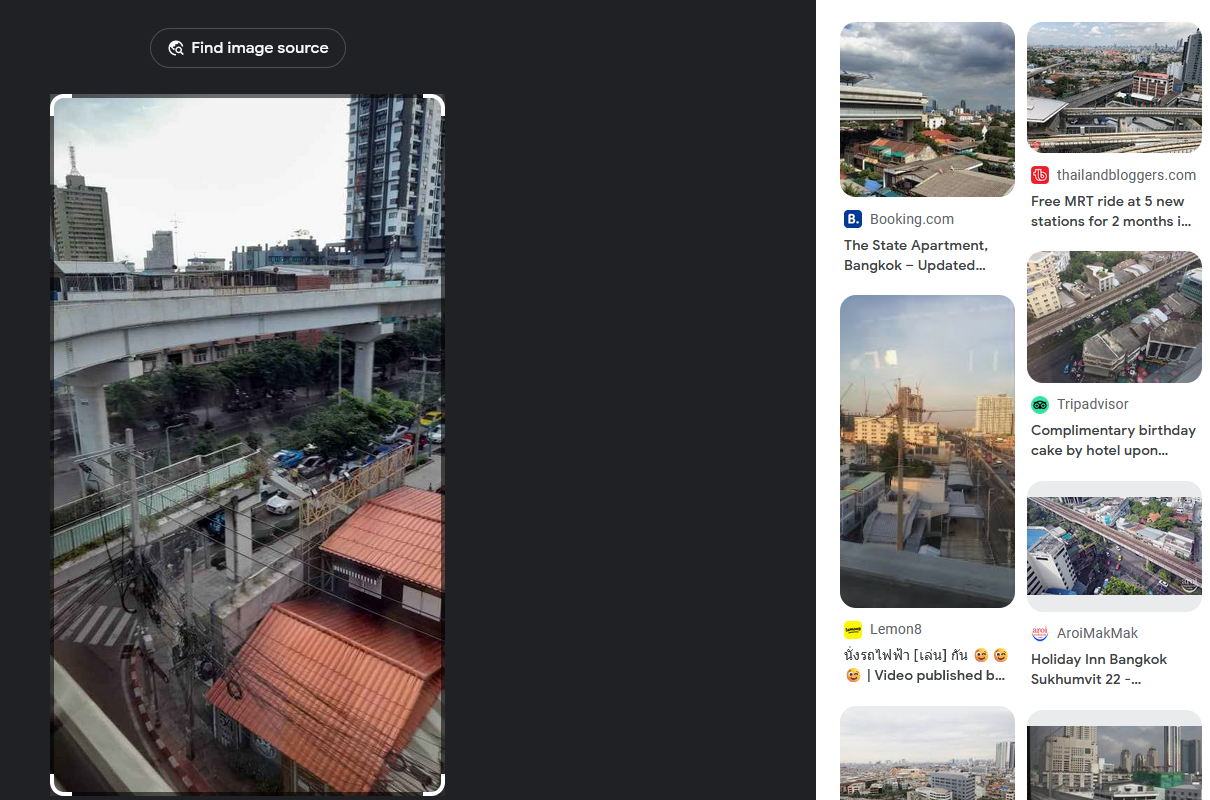 Find image source
Booking.com
The State Apartment,
Bangkok – Updated...
Lemon8
นั่งรถไฟฟ้า [เล่น] กัน 😆 😆
😆 | Video published b...
thailandbloggers.com
Free MRT ride at 5 new
stations for 2 months i...
Tripadvisor
Complimentary birthday
cake by hotel upon...
AroiMakMak
Holiday Inn Bangkok
Sukhumvit 22 -...